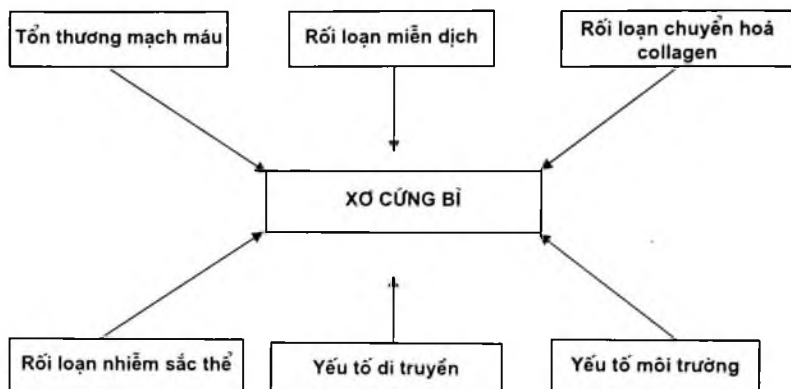 Tổn thương mạch máu
Rối loạn miễn dịch
Rối loạn chuyển hoá
collagen
XƠ CỨNG BÌ
Rối loạn nhiễm sắc thể
Yếu tố di truyền
Yếu tố môi trường